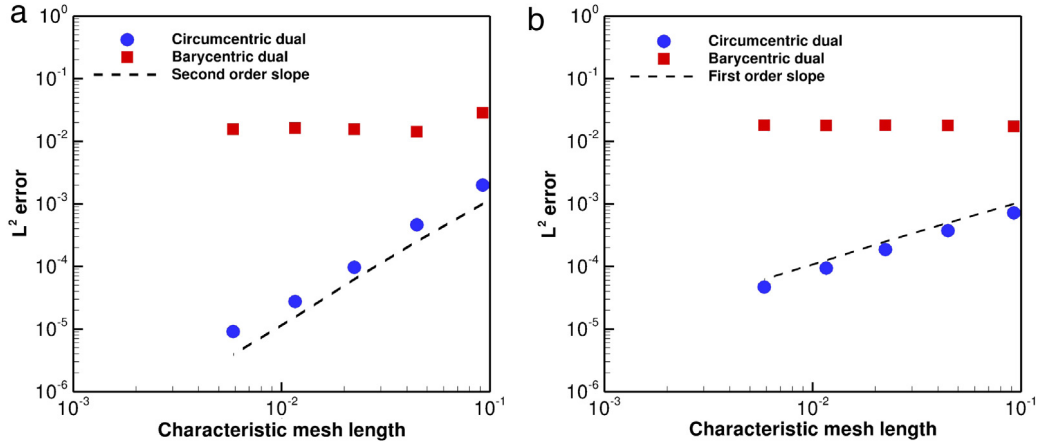 a
10^0
10^-1
10^-2
10^-3
10^-4
10^-5
10^-6
L^2 error
Circumcentric dual
Barycentric dual
Second order slope
10^-3
10^-2
10^-1
Characteristic mesh length
b
10^0
10^-1
10^-2
10^-3
10^-4
10^-5
10^-6
L^2 error
Circumcentric dual
Barycentric dual
First order slope
10^-3
10^-2
10^-1
Characteristic mesh length